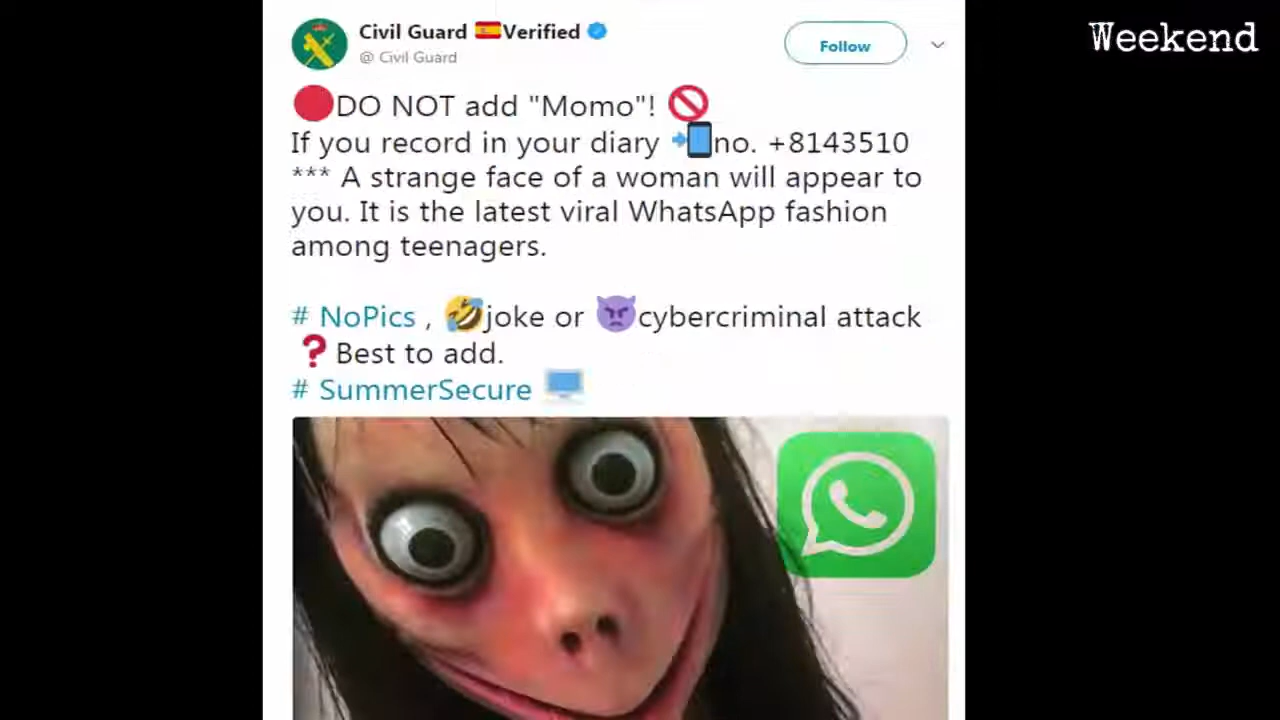 Civil Guard Verified
Weekend
Follow
@ Civil Guard
DO NOT add "Momo"!
If you record in your diary no. +8143510
*** A strange face of a woman will appear to
you. It is the latest viral WhatsApp fashion
among teenagers.
# NoPics , joke or cybercriminal attack
Best to add.
# SummerSecure